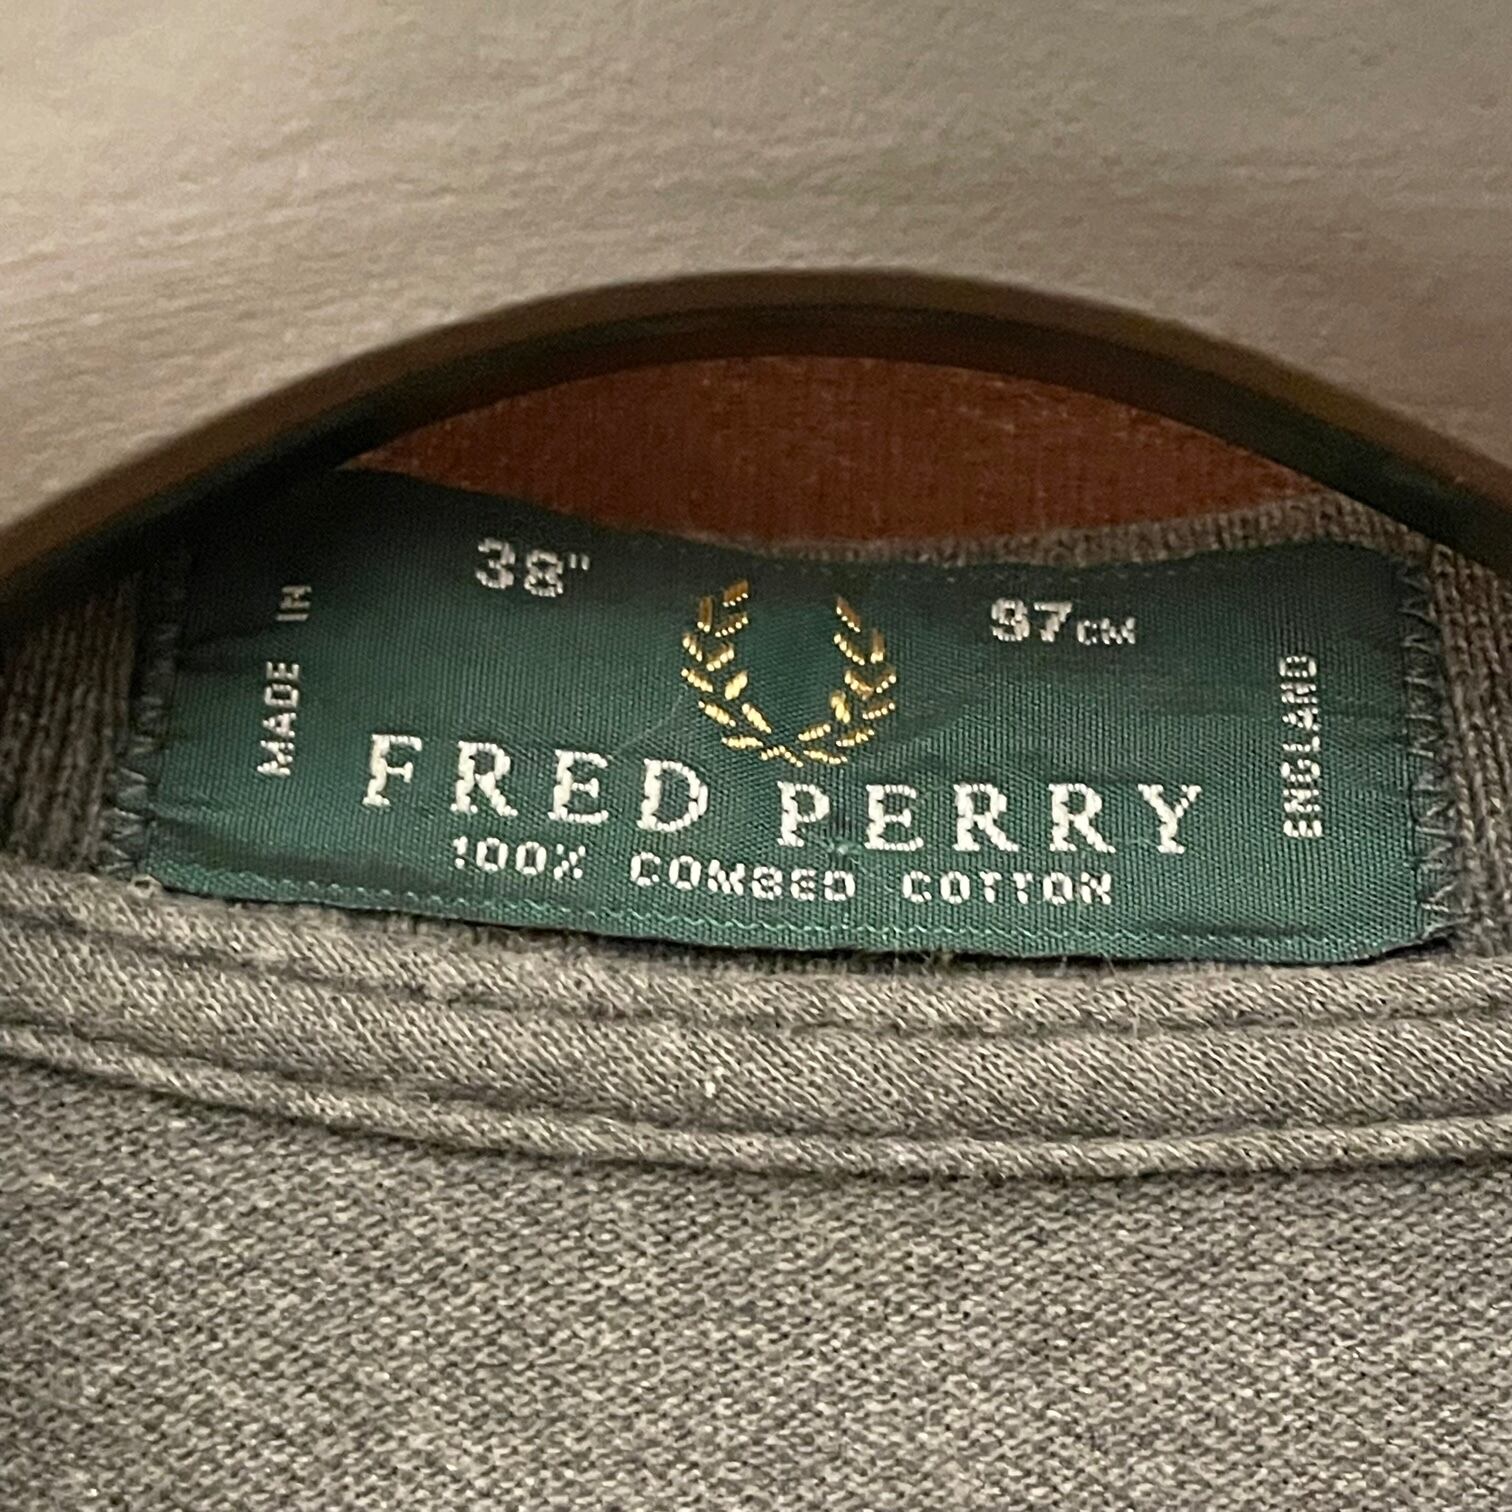 38" 97cm
MADE IN
ENGLAND
FRED PERRY
100% COMBED COTTON